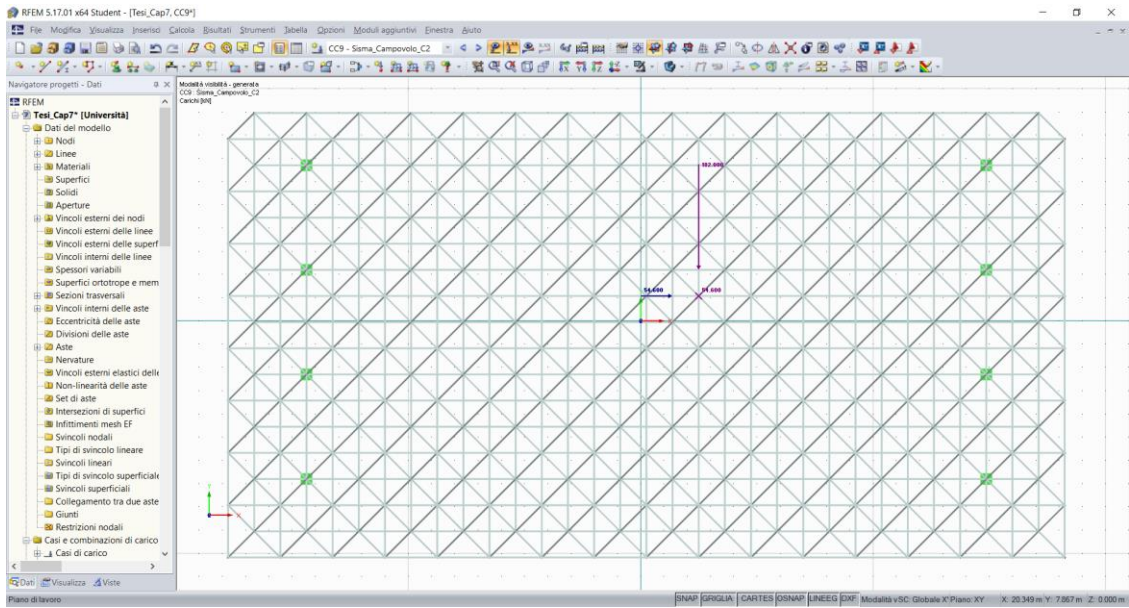 RFEM 5.17.01 x64 Student - [Tesi_Cap7, CC9*]
File Modifica Visualizza Inserisci Calcola Risultati Strumenti Tabella Opzioni Moduli aggiuntivi Finestra Aiuto
CC9 - Sisma_Campovolo_C2
Navigatore progetti - Dati
RFEM
Tesi_Cap7* [Università]
Dati del modello
Nodi
Linee
Materiali
Superfici
Solidi
Aperture
Vincoli esterni dei nodi
Vincoli esterni delle linee
Vincoli esterni delle superf
Vincoli interni delle linee
Spessori variabili
Superfici ortotrope e mem
Sezioni trasversali
Vincoli interni delle aste
Eccentricità delle aste
Divisioni delle aste
Aste
Nervature
Vincoli esterni elastici delle
Non-linearità delle aste
Set di aste
Intersezioni di superfici
Infittimenti mesh EF
Svincoli nodali
Tipi di svincolo lineare
Svincoli lineari
Tipi di svincolo superficiale
Svincoli superficiali
Collegamento tra due aste
Giunti
Restrizioni nodali
Casi e combinazioni di carico
Casi di carico
Dati Visualizza Viste
Modalità visibilità - generata
CC9 : Sisma_Campovolo_C2
Carichi [kN]
54.600
54.600
Piano di lavoro
SNAP GRIGLIA CARTES OSNAP LINEEG DXF Modalità vSC: Globale X Piano: XY X: 20.349 m Y: 7.867 m Z: 0.000 m